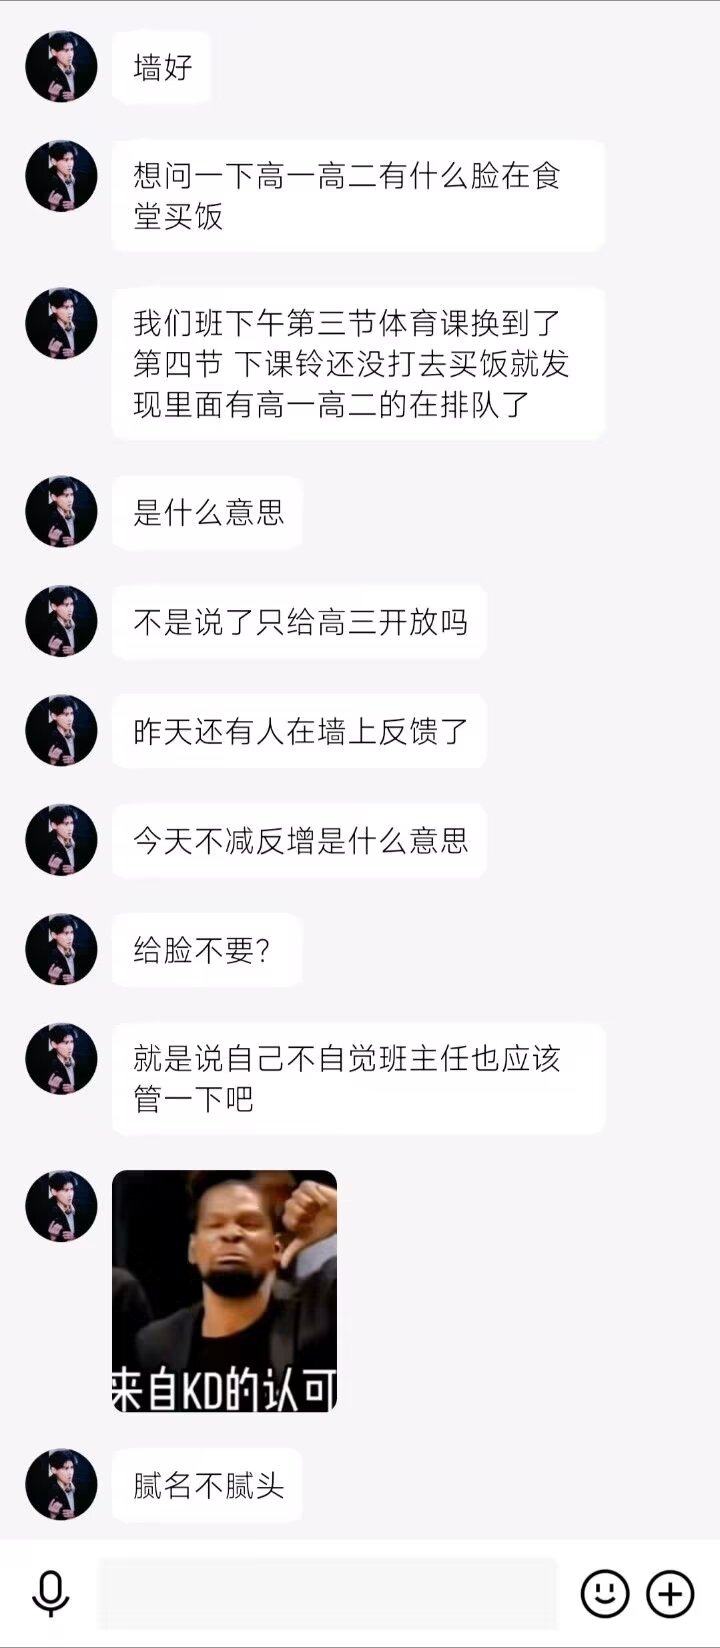 墙好
想问一下高一高二有什么脸在食
堂买饭
我们班下午第三节体育课换到了
第四节 下课铃还没打去买饭就发
现里面有高一高二的在排队了
是什么意思
不是说了只给高三开放吗
昨天还有人在墙上反馈了
今天不减反增是什么意思
给脸不要？
就是说自己不自觉班主任也应该
管一下吧
来自KD的认可
腻名不腻头